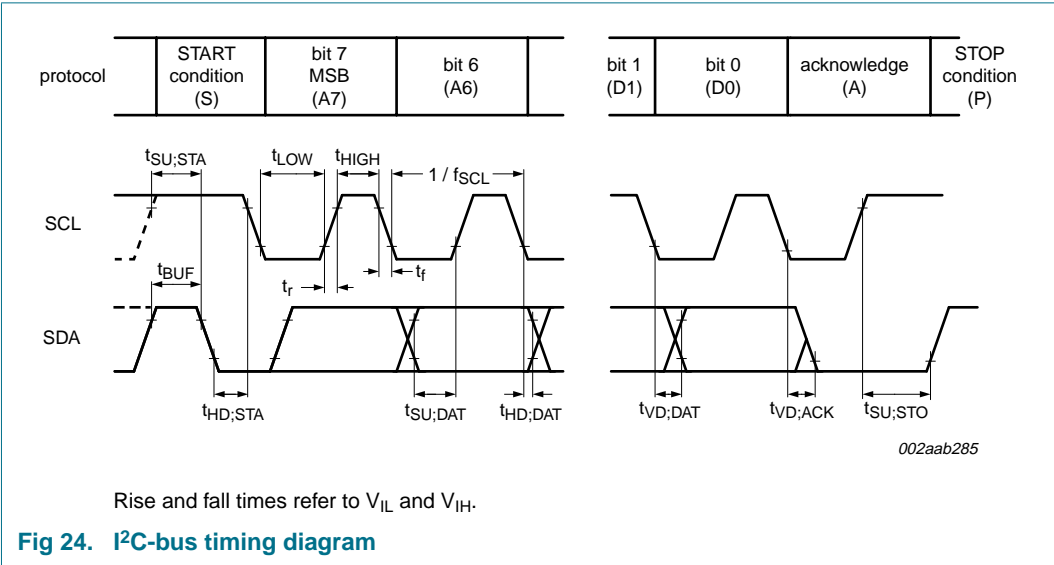 protocol
START
condition
(S)
bit 7
MSB
(A7)
bit 6
(A6)
bit 1
(D1)
bit 0
(D0)
acknowledge
(A)
STOP
condition
(P)
tSU;STA
tLOW
tHIGH
1 / fSCL
SCL
tBUF
tr
tf
SDA
tHD;STA
tSU;DAT
tHD;DAT
tVD;DAT
tVD;ACK
tSU;STO
002aab285
Rise and fall times refer to VIL and VIH.
Fig 24. I²C-bus timing diagram